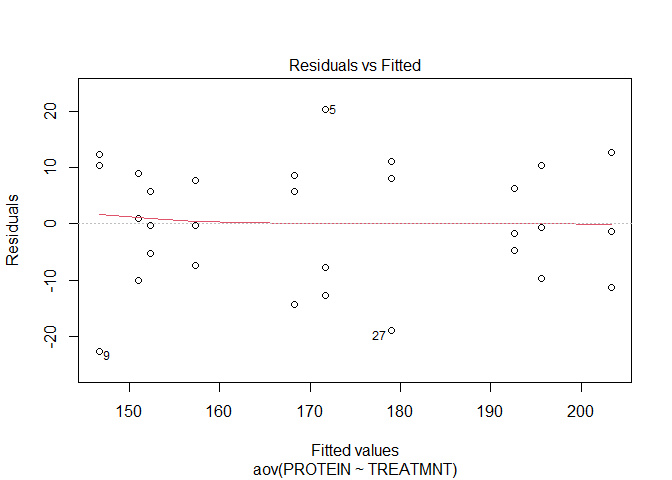 Residuals vs Fitted
Residuals
20
10
0
-10
-20
5
27
9
150 160 170 180 190 200
Fitted values
aov(PROTEIN ~ TREATMNT)